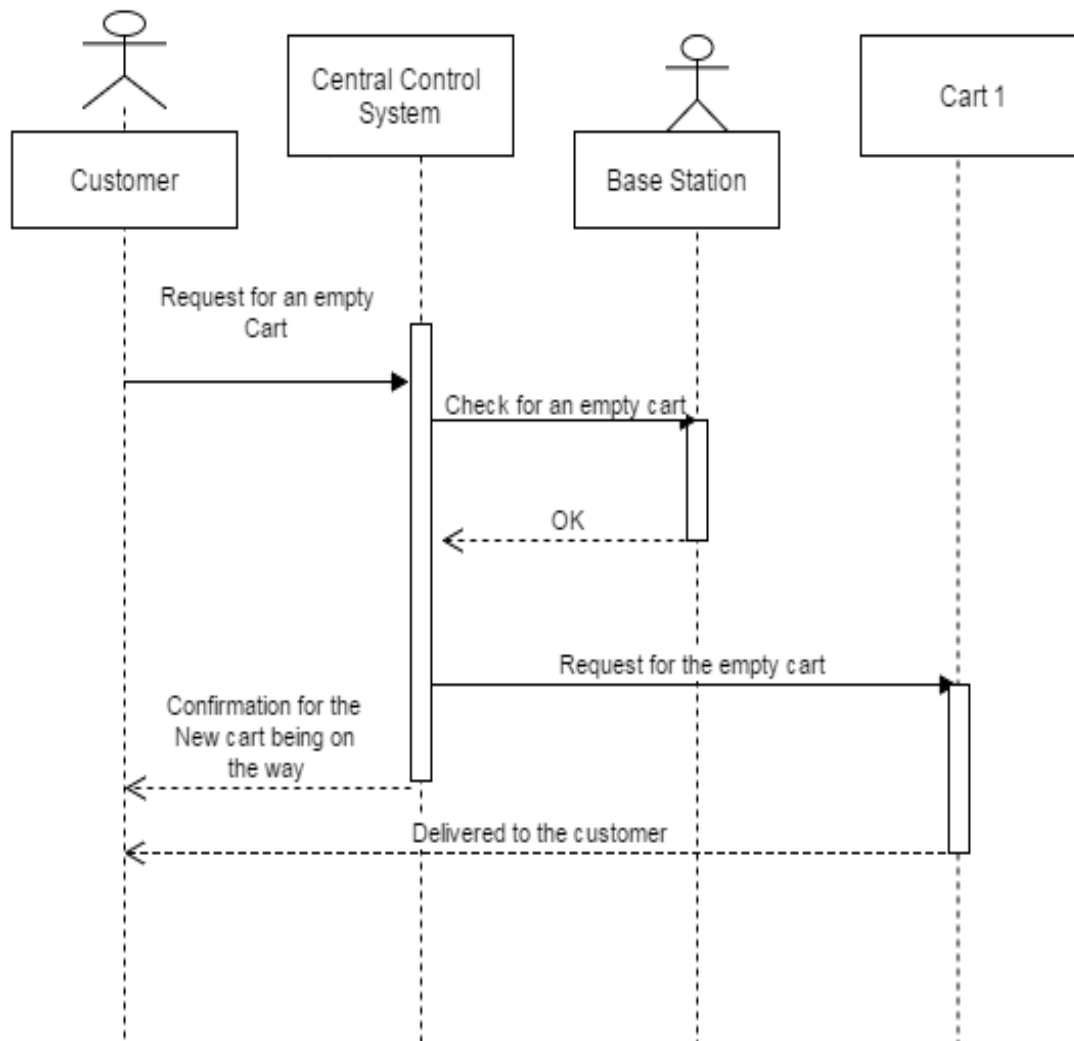 Central Control
System
Cart 1
Customer
Base Station
Request for an empty
Cart
Check for an empty cart
OK
Request for the empty cart
Confirmation for the
New cart being on
the way
Delivered to the customer